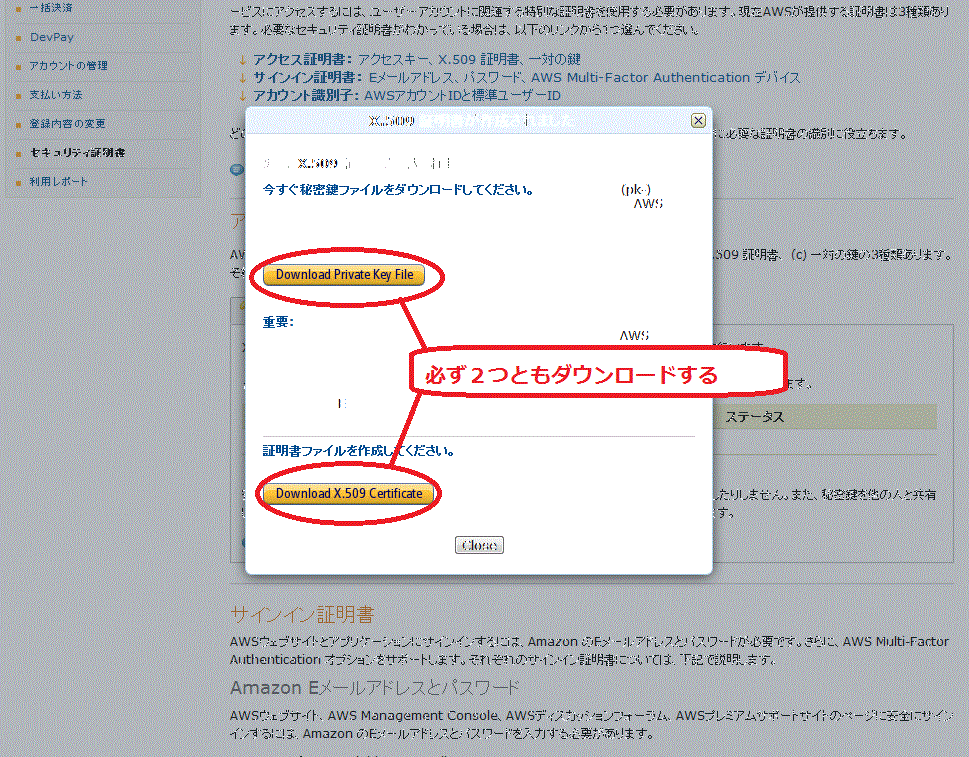 一括決済
DevPay
アカウントの管理
支払い方法
登録内容の変更
セキュリティ証明書
利用レポート
ービスにアクセスするには、ユーザー アカウントに関連する特別な証明書を使用する必要があります。現在AWSが提供する証明書は3種類あり
ます。必要なセキュリティ証明書がわかっている場合は、以下のリンクから1つ選んでください。
アクセス証明書: アクセスキー、X.509 証明書、一対の鍵
サインイン証明書: Eメールアドレス、パスワード、AWS Multi-Factor Authentication デバイス
アカウント識別子: AWSアカウントIDと標準ユーザーID
に必要な証明書の識別に役立ちます。
X.509 証明書が作成されました
X.509
今すぐ秘密鍵ファイルをダウンロードしてください。
(pk-)
AWS
.509 証明書、 (c) 一対の鍵の3種類あります。
Download Private Key File
重要:
AWS
必ず２つともダウンロードする
ます。
ステータス
証明書ファイルを作成してください。
Download X.509 Certificate
たりしません。また、秘密鍵を他の人と共有
す。
Close
サインイン証明書
AWSウェブサイトとアプリケーションにサインインするには、Amazon のEメールアドレスとパスワードが必要です。さらに、AWS Multi-Factor
Authentication オプションをサポートします。それぞれのサインイン証明書については、下記で説明します。
Amazon Eメールアドレスとパスワード
AWSウェブサイト、AWS Management Console、AWSディスカッションフォーラム、AWSプレミアムサポートサイトのページに安全にサイン
インするには、Amazon のEメールアドレスとパスワードを入力する必要があります。